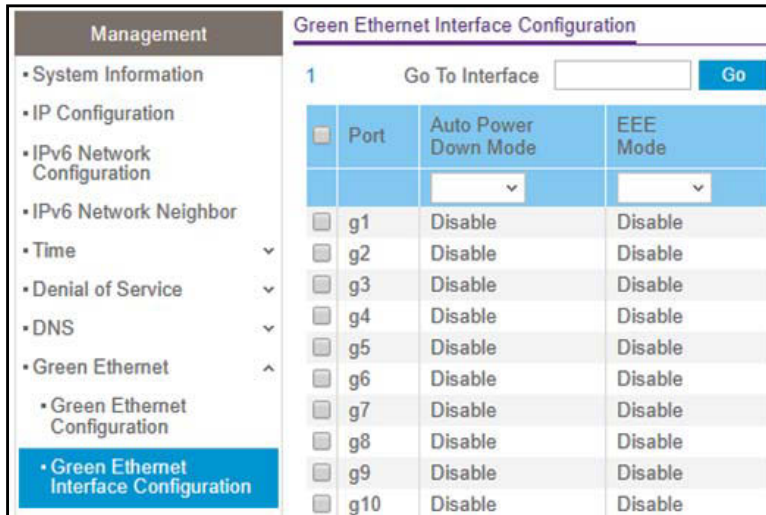 Management
• System Information
• IP Configuration
• IPv6 Network
Configuration
• IPv6 Network Neighbor
• Time
• Denial of Service
• DNS
• Green Ethernet
• Green Ethernet
Configuration
• Green Ethernet
Interface Configuration
Green Ethernet Interface Configuration
1 Go To Interface Go
Port Auto Power Down Mode EEE Mode
g1 Disable Disable
g2 Disable Disable
g3 Disable Disable
g4 Disable Disable
g5 Disable Disable
g6 Disable Disable
g7 Disable Disable
g8 Disable Disable
g9 Disable Disable
g10 Disable Disable